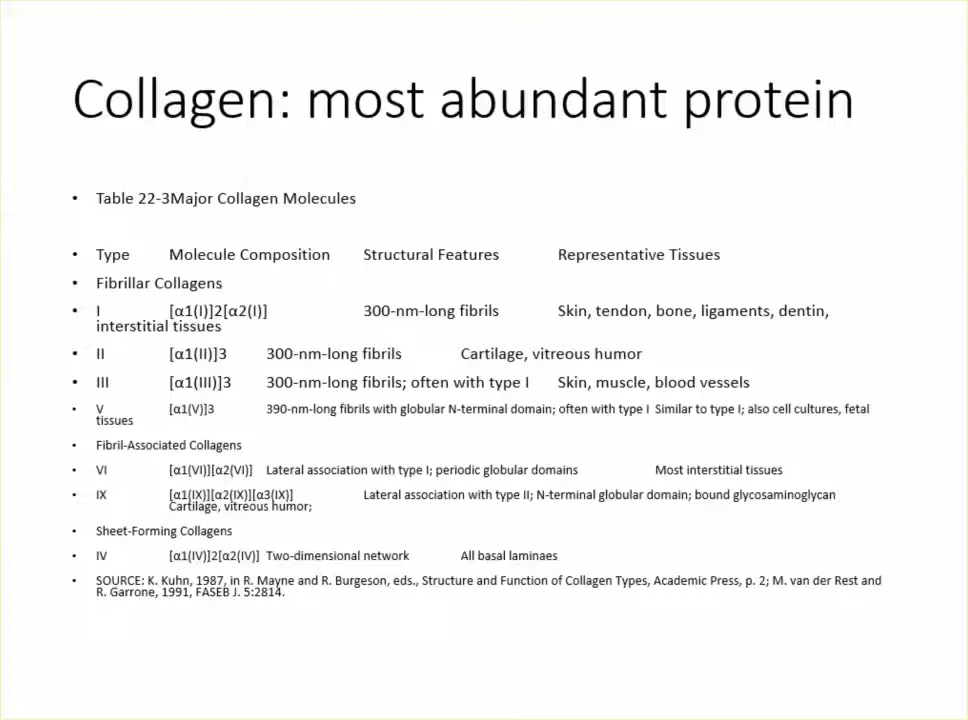 Collagen: most abundant protein
• Table 22-3Major Collagen Molecules
• Type Molecule Composition Structural Features Representative Tissues
• Fibrillar Collagens
• I [α1(I)]2[α2(I)] 300-nm-long fibrils Skin, tendon, bone, ligaments, dentin,
interstitial tissues
• II [α1(II)]3 300-nm-long fibrils Cartilage, vitreous humor
• III [α1(III)]3 300-nm-long fibrils; often with type I Skin, muscle, blood vessels
• V [α1(V)]3 390-nm-long fibrils with globular N-terminal domain; often with type I Similar to type I; also cell cultures, fetal
tissues
• Fibril-Associated Collagens
• VI [α1(VI)][α2(VI)] Lateral association with type I; periodic globular domains Most interstitial tissues
• IX [α1(IX)][α2(IX)][α3(IX)] Lateral association with type II; N-terminal globular domain; bound glycosaminoglycan
Cartilage, vitreous humor;
• Sheet-Forming Collagens
• IV [α1(IV)]2[α2(IV)] Two-dimensional network All basal laminaes
• SOURCE: K. Kuhn, 1987, in R. Mayne and R. Burgeson, eds., Structure and Function of Collagen Types, Academic Press, p. 2; M. van der Rest and
R. Garrone, 1991, FASEB J. 5:2814.